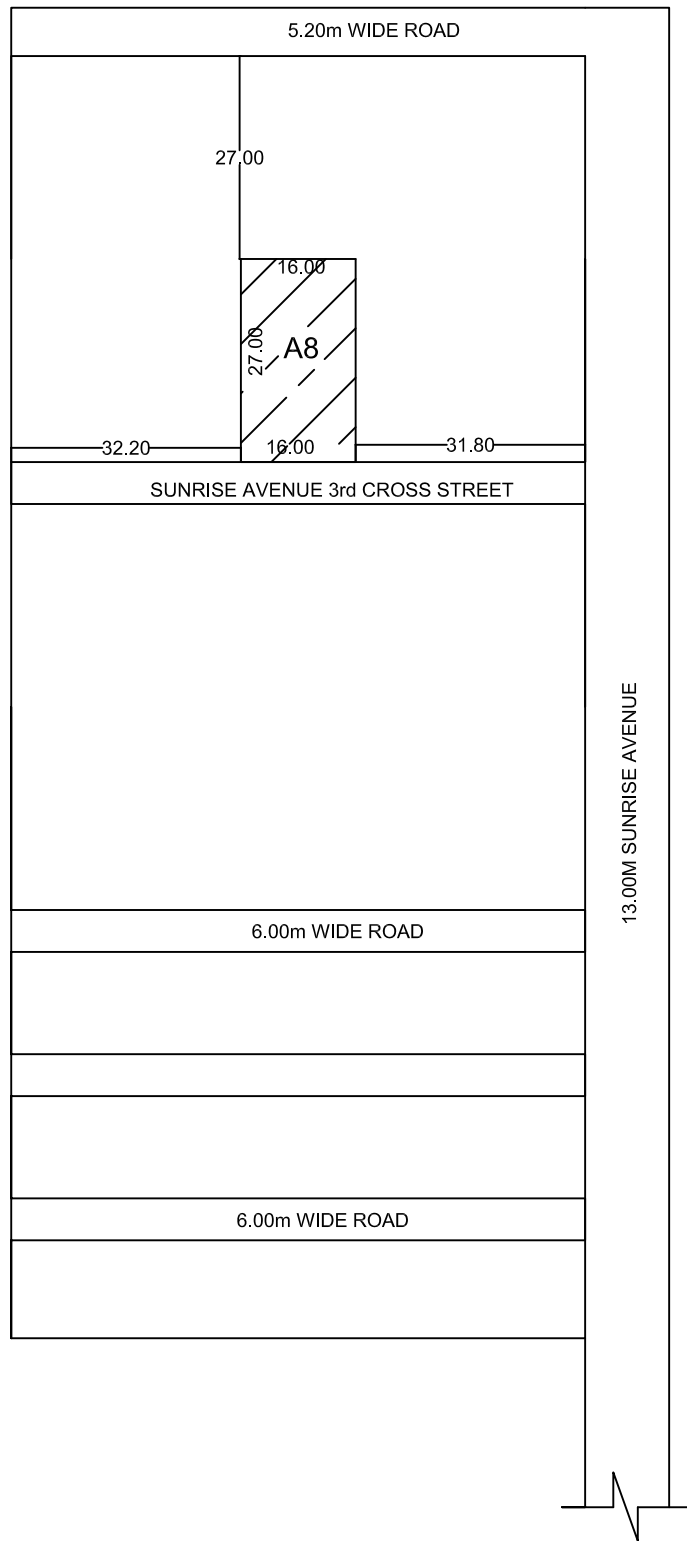 5.20m WIDE ROAD
27.00
16.00
27.00
A8
32.20
16.00
31.80
SUNRISE AVENUE 3rd CROSS STREET
13.00M SUNRISE AVENUE
6.00m WIDE ROAD
6.00m WIDE ROAD